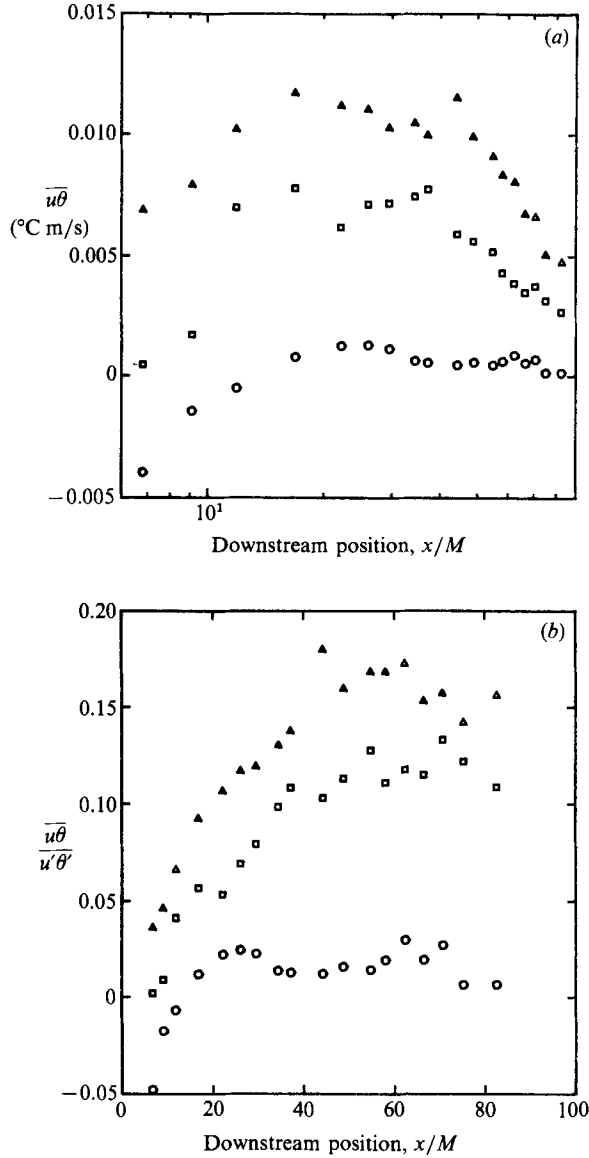 0.015
(a)
0.010
uθ
(°C m/s)
0.005
0
−0.005
10¹
Downstream position, x/M
0.20
(b)
0.15
0.10
uθ
u′θ′
0.05
0
−0.05
0 20 40 60 80 100
Downstream position, x/M